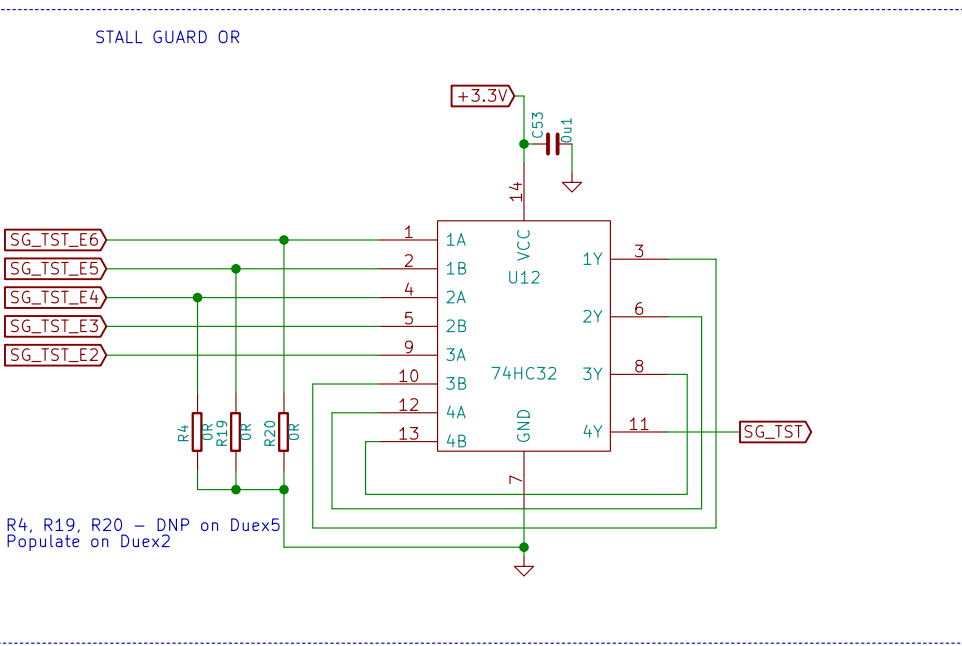 STALL GUARD OR
+3.3V
C53
0u1
14
SG_TST_E6
1
1A
VCC
1Y
3
SG_TST_E5
2
1B
U12
SG_TST_E4
4
2A
2Y
6
SG_TST_E3
5
2B
SG_TST_E2
9
3A
74HC32
3Y
8
10
3B
12
4A
GND
R4
0R
R19
0R
R20
0R
13
4B
4Y
11
SG_TST
7
R4, R19, R20 – DNP on Duex5
Populate on Duex2